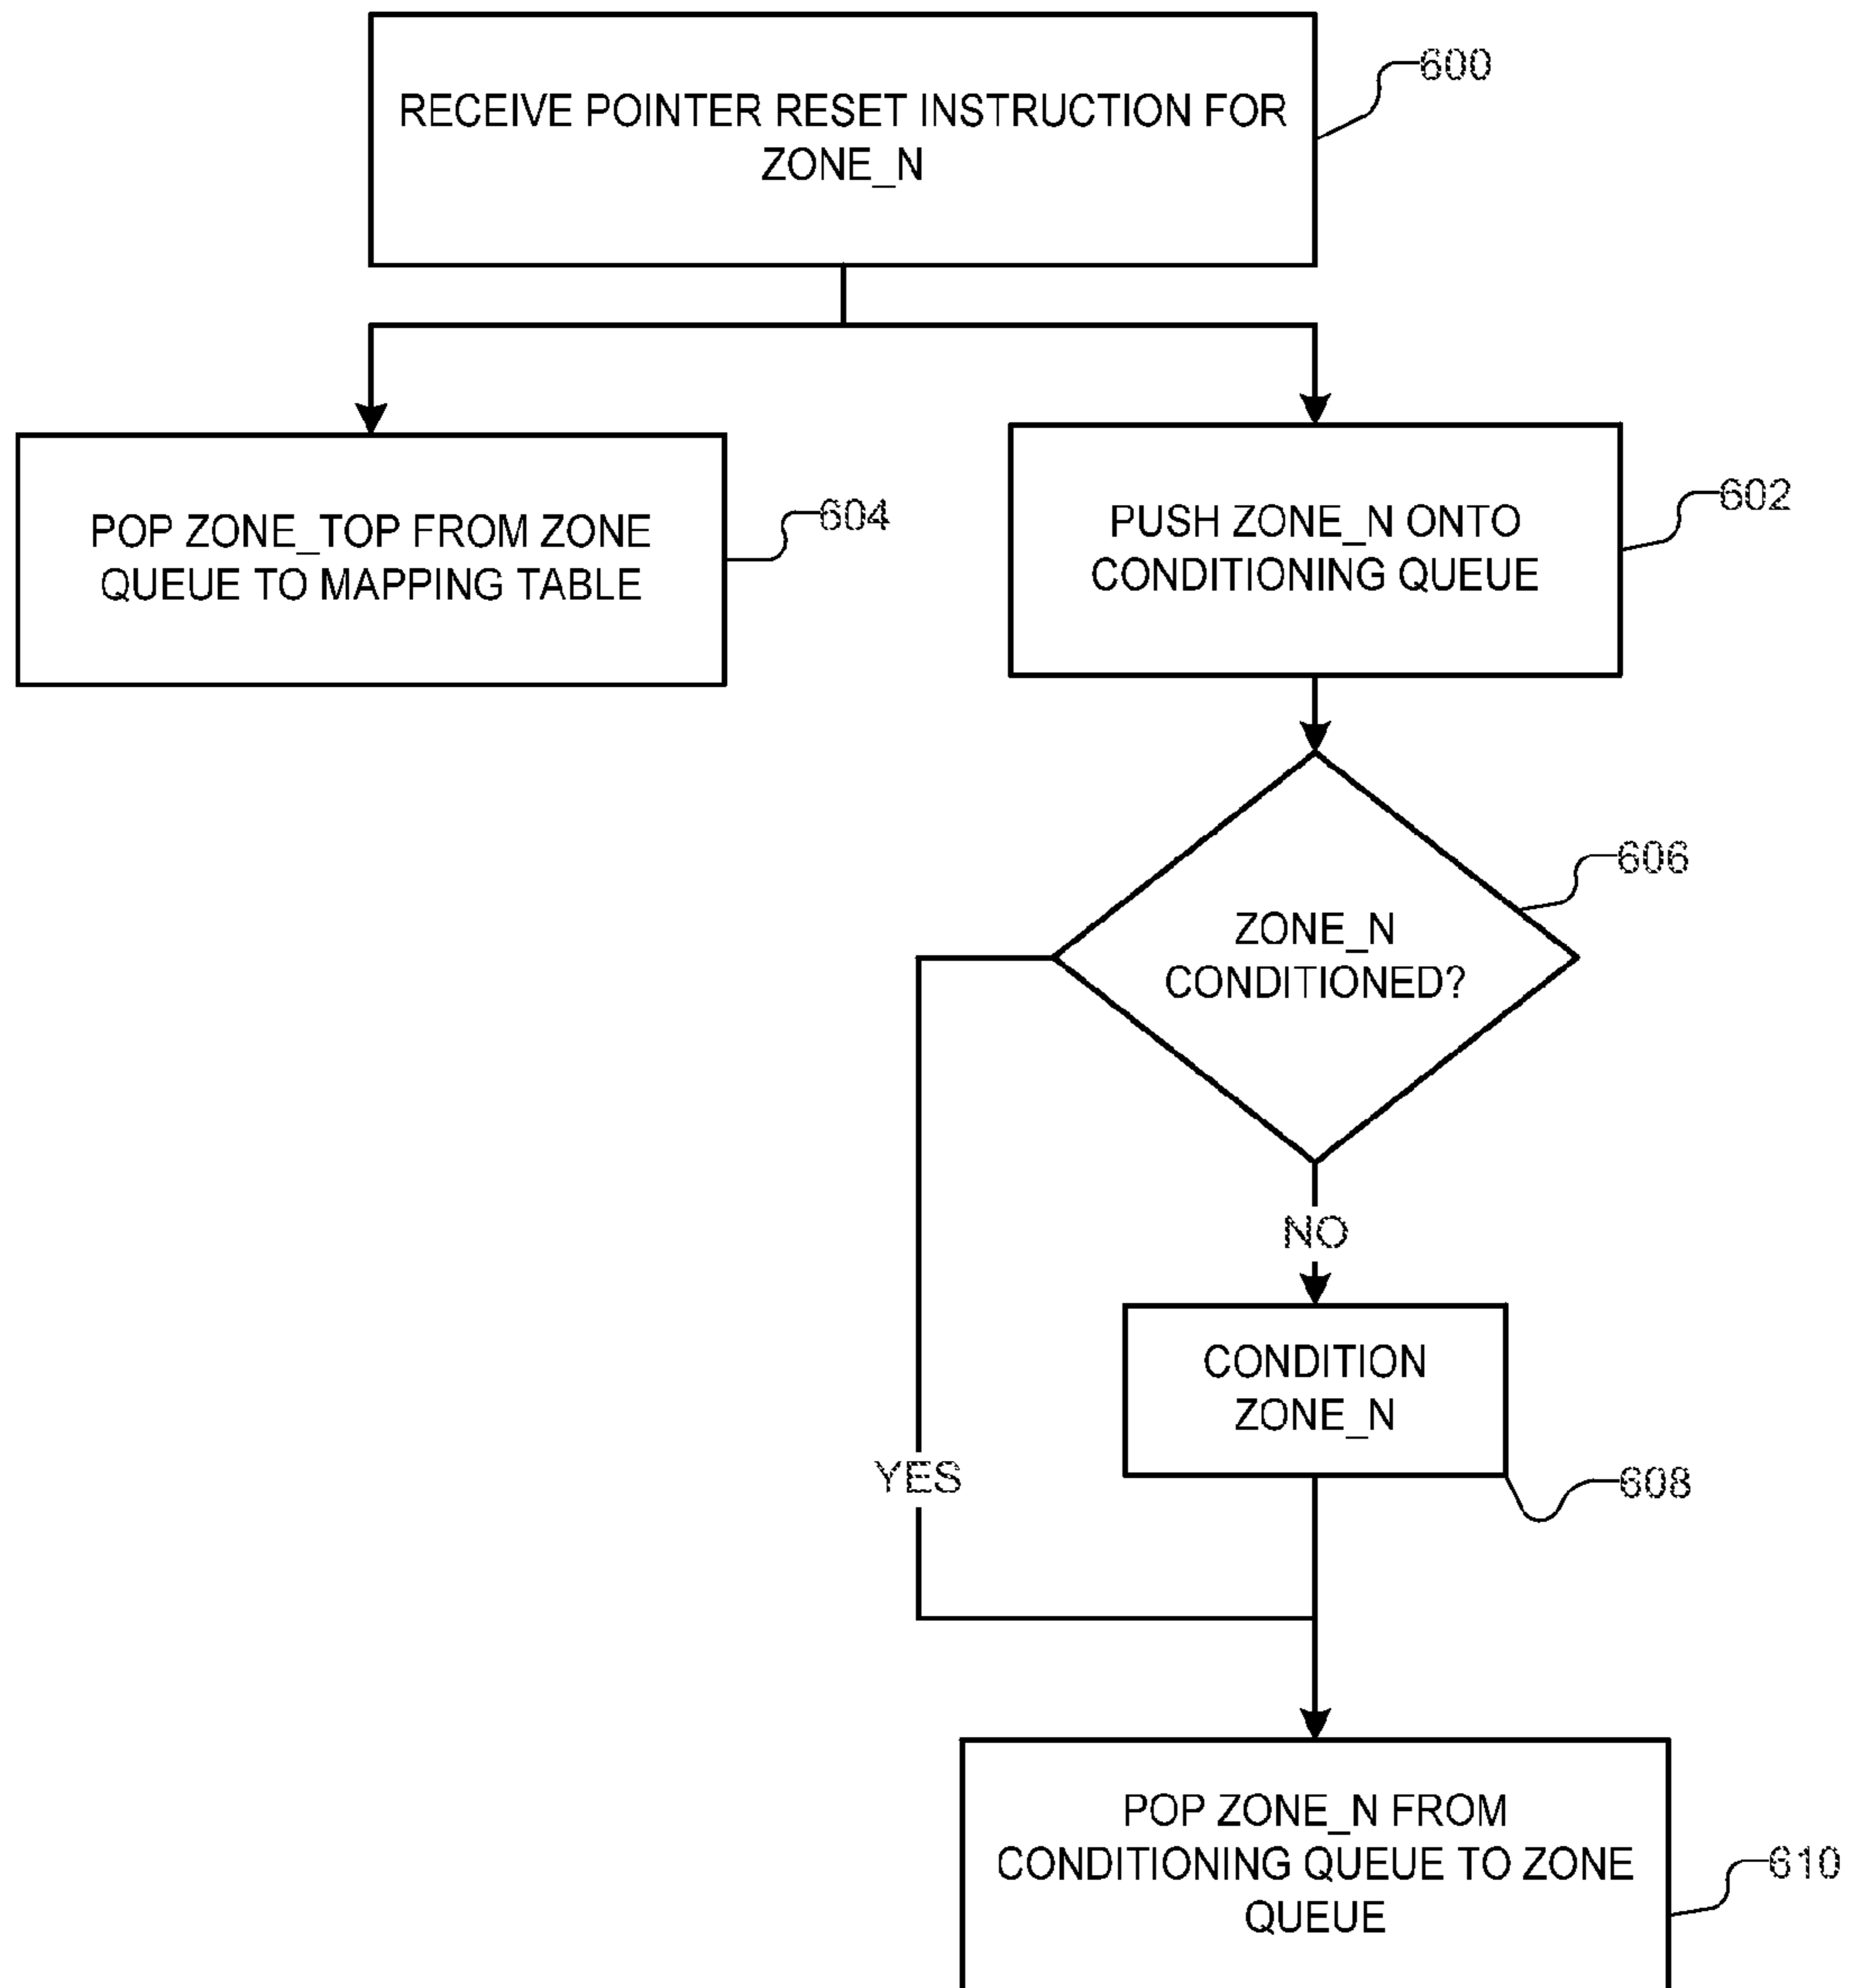 RECEIVE POINTER RESET INSTRUCTION FOR
ZONE_N
600
POP ZONE_TOP FROM ZONE
QUEUE TO MAPPING TABLE
604
PUSH ZONE_N ONTO
CONDITIONING QUEUE
602
ZONE_N
CONDITIONED?
606
NO
CONDITION
ZONE_N
608
YES
POP ZONE_N FROM
CONDITIONING QUEUE TO ZONE
QUEUE
610